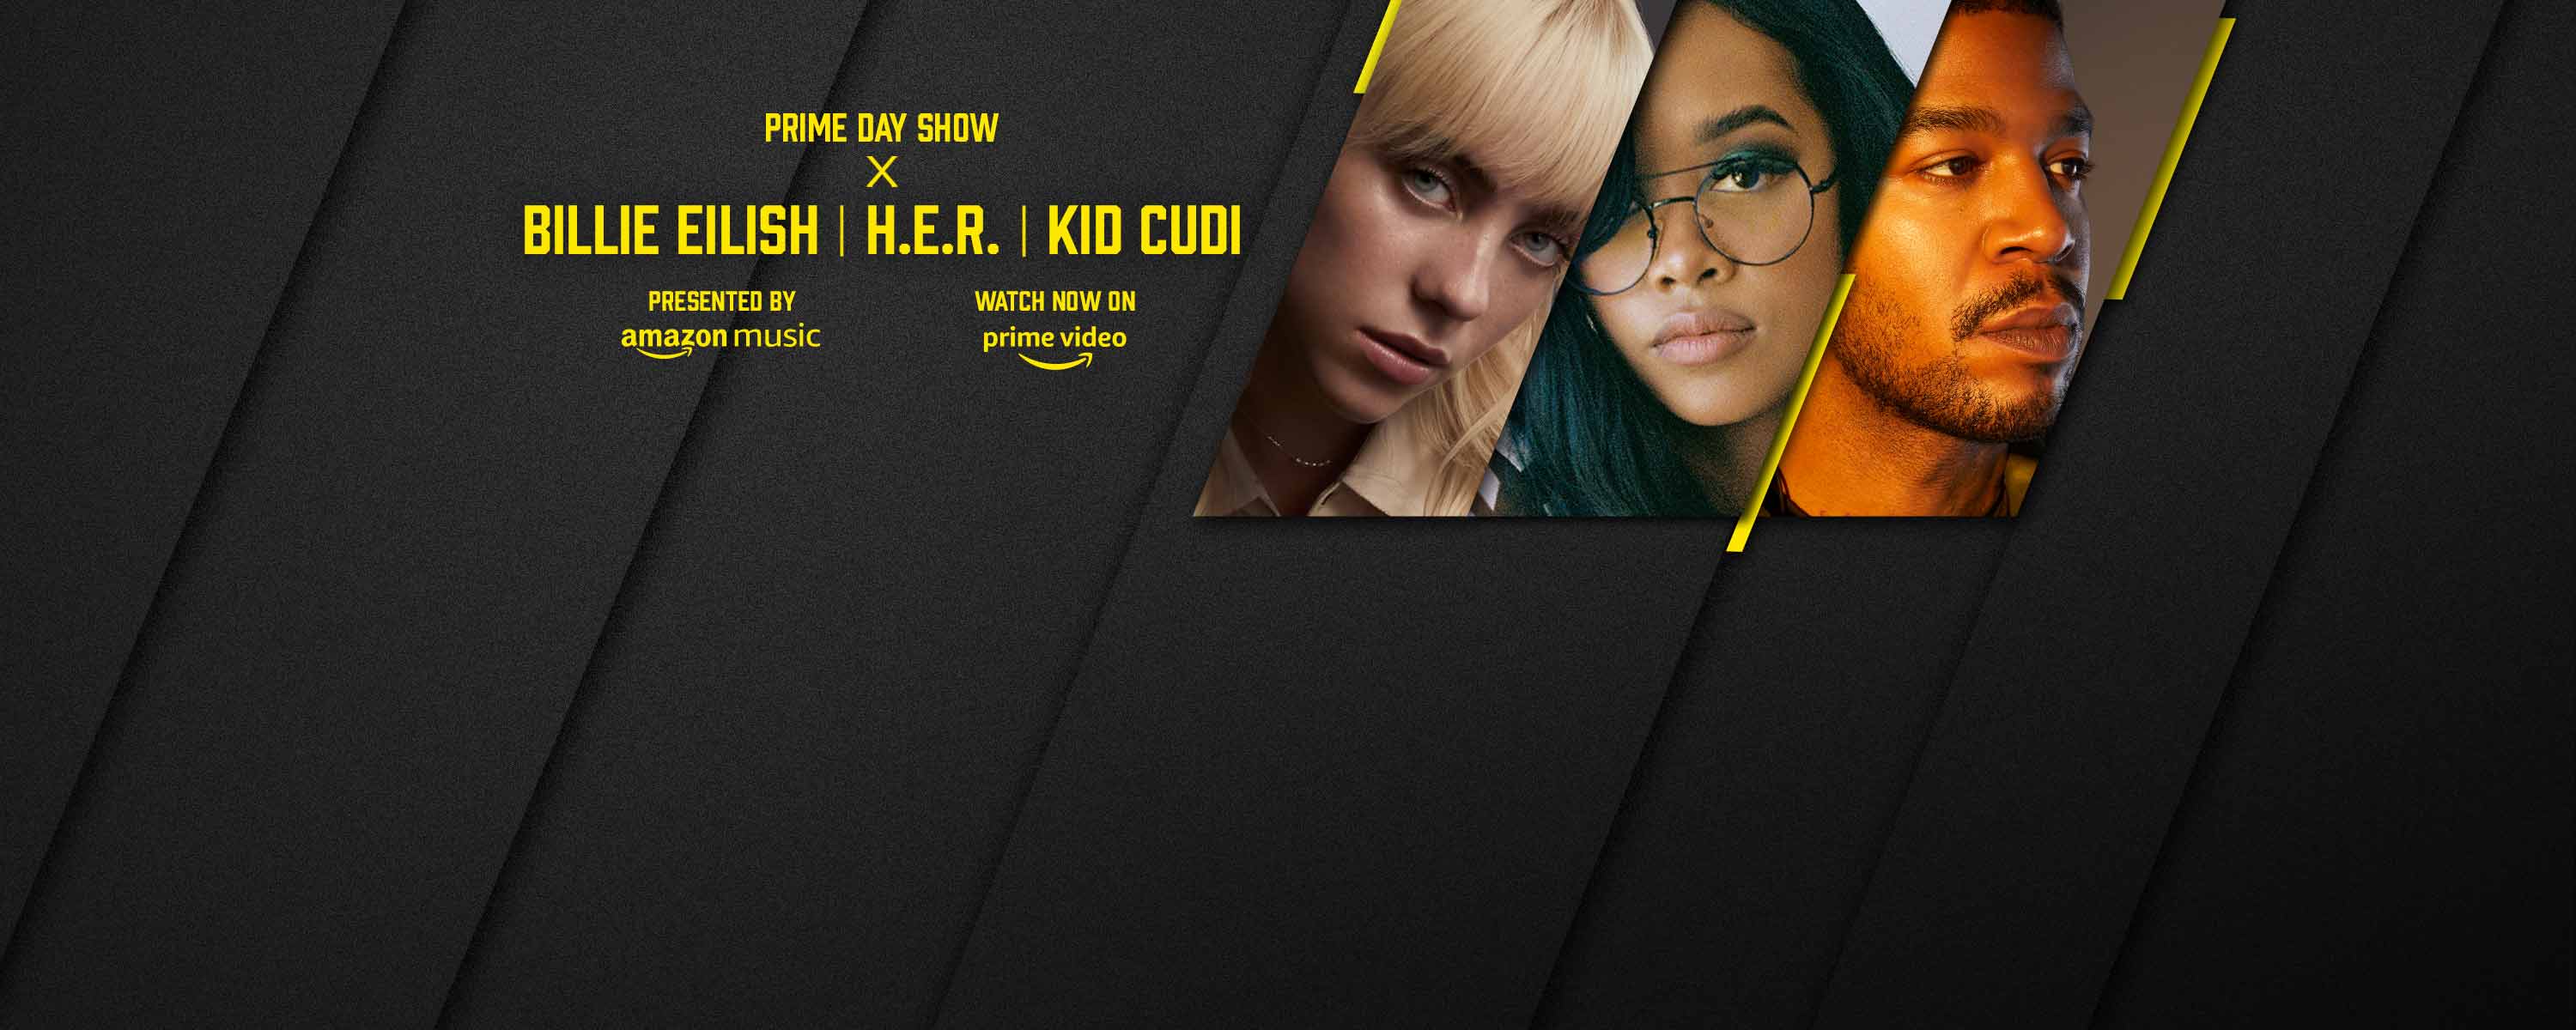 PRIME DAY SHOW
X
BILLIE EILISH | H.E.R. | KID CUDI
PRESENTED BY
amazon music
WATCH NOW ON
prime video